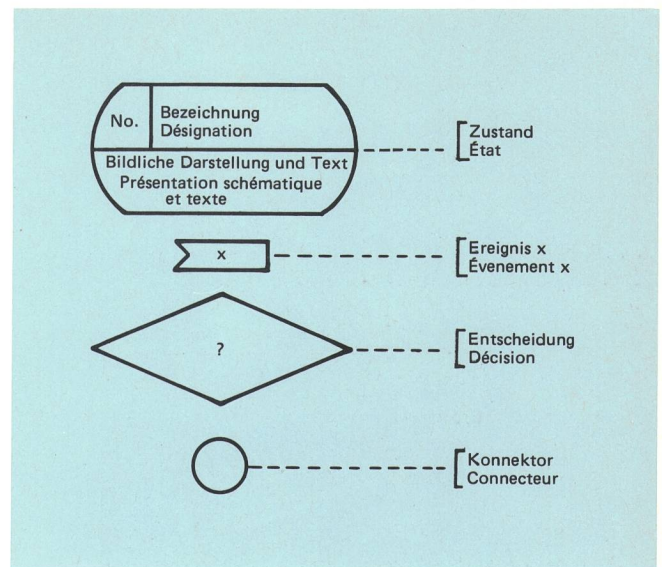 No.
Bezeichnung
Désignation
Bildliche Darstellung und Text
Présentation schématique
et texte
Zustand
État
x
Ereignis x
Évenement x
?
Entscheidung
Décision
Konnektor
Connecteur